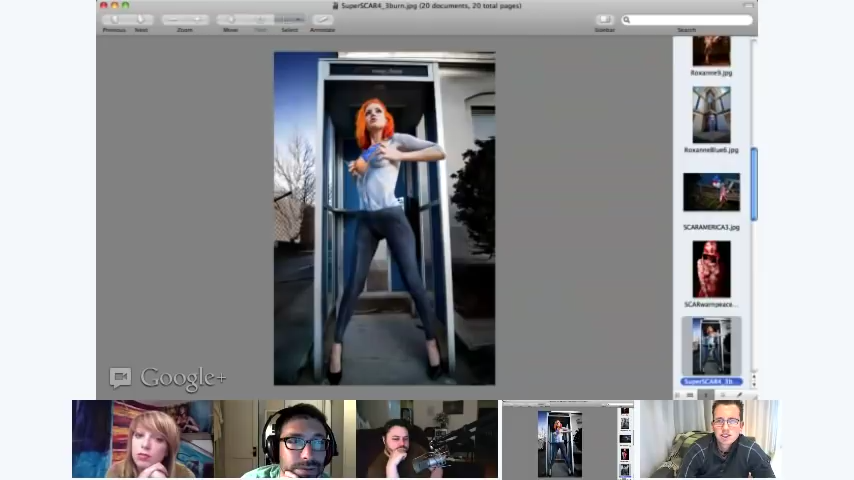 SuperSCAR4_3burn.jpg (20 documents, 20 total pages)
Previous Next Zoom Move Select Annotate Sidebar Search
Roxanne9.jpg
RoxanneBlue6.jpg
SCARAMERICA3.jpg
SCARwarnpeace...
SuperSCAR4_3b...
Google+